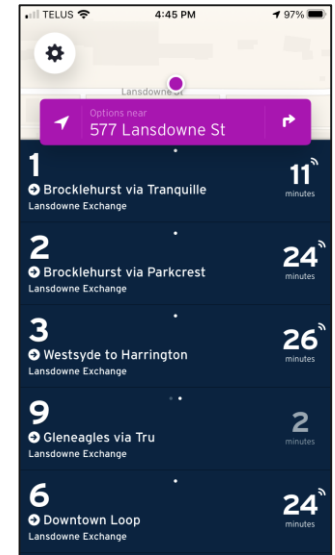 TELUS 4:45 PM 97%
Lansdowne St
Options near
577 Lansdowne St
1
Brocklehurst via Tranquille
Lansdowne Exchange
11
minutes
2
Brocklehurst via Parkcrest
Lansdowne Exchange
24
minutes
3
Westsyde to Harrington
Lansdowne Exchange
26
minutes
9
Gleneagles via Tru
Lansdowne Exchange
2
minutes
6
Downtown Loop
Lansdowne Exchange
24
minutes